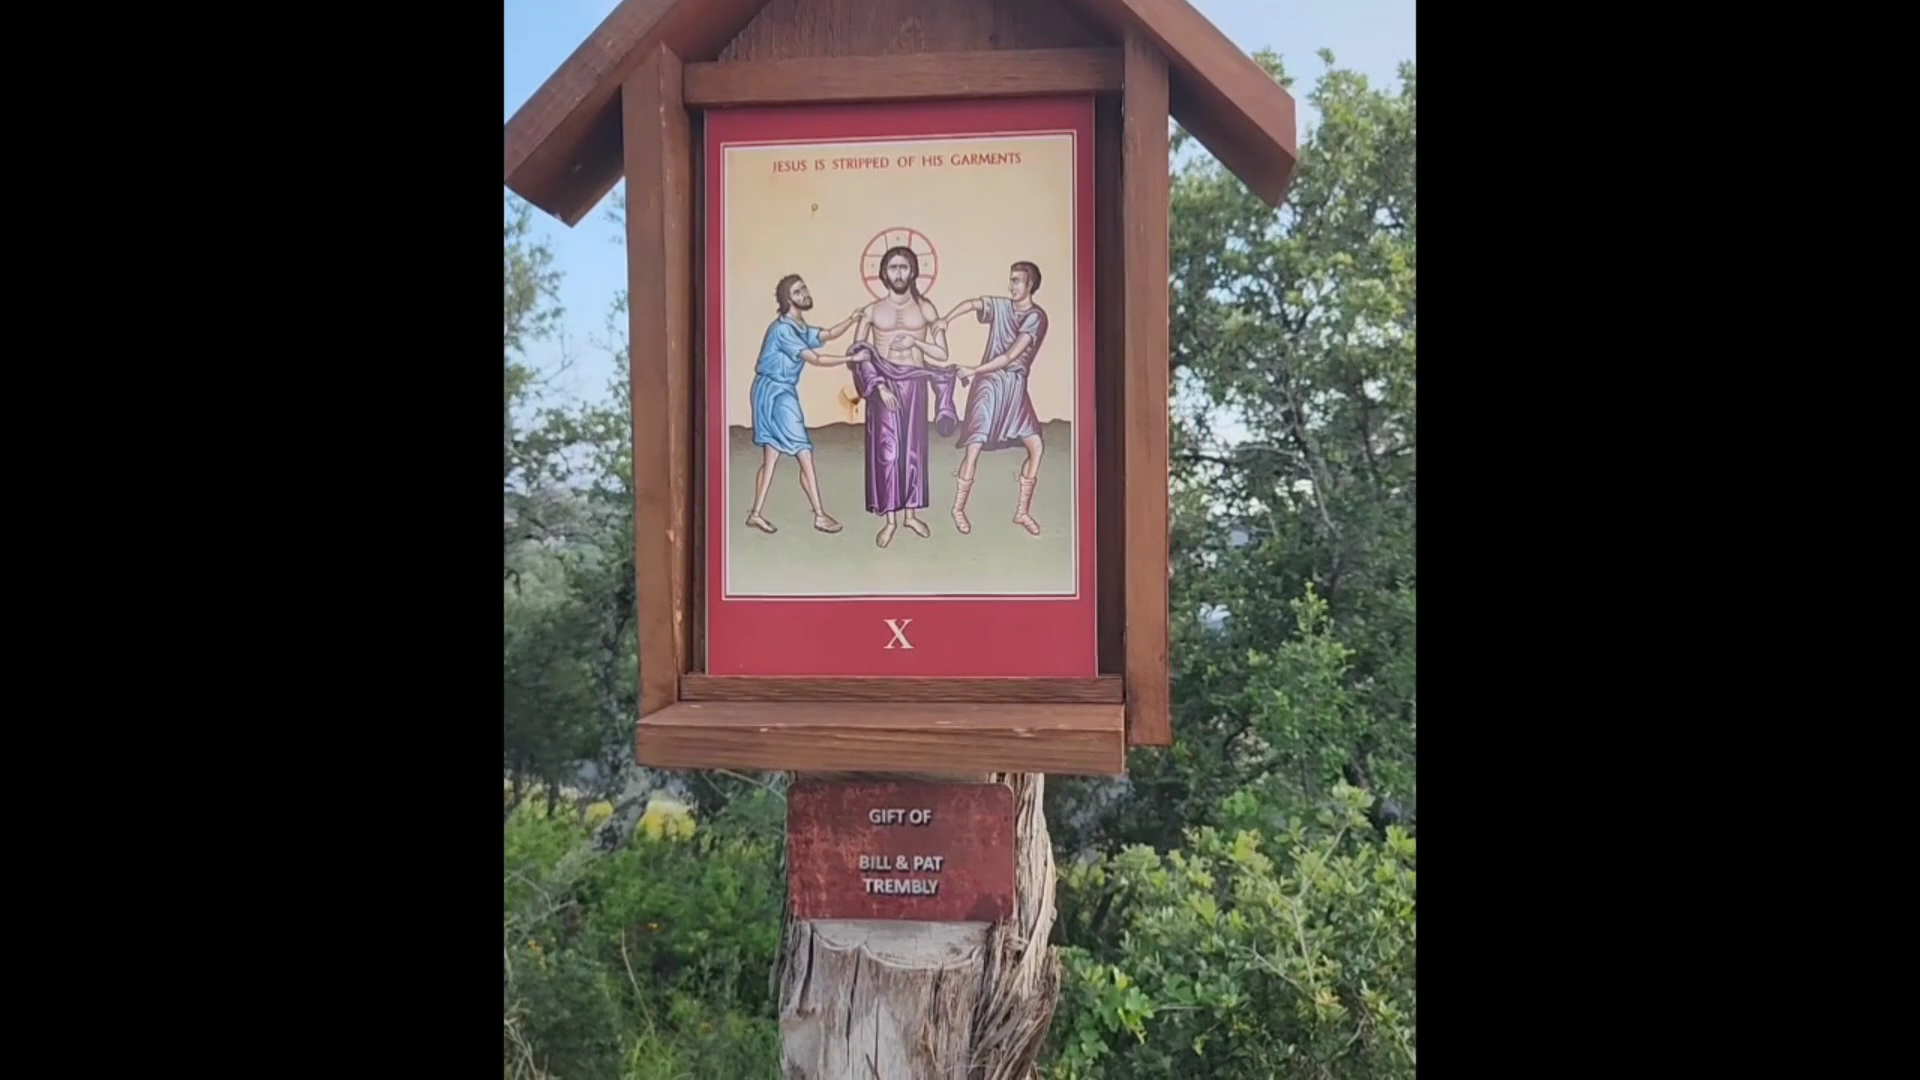 JESUS IS STRIPPED OF HIS GARMENTS
X
GIFT OF
BILL & PAT
TREMBLY